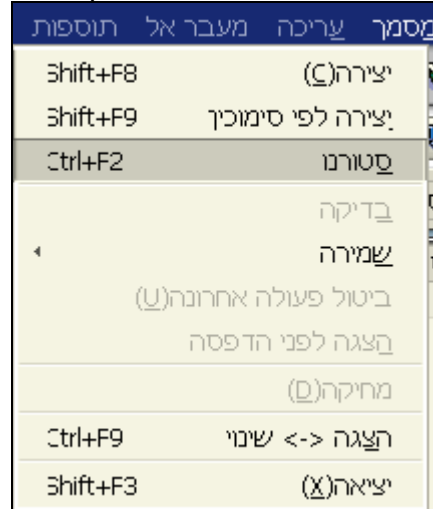 מסמך עריכה מעבר אל תוספות
יצירה(C) Shift+F8
יצירה לפי סימוכין Shift+F9
סטורנו Ctrl+F2
בדיקה
שמירה
ביטול פעולה אחרונה(U)
הצגה לפני הדפסה
מחיקה(D)
הצגה <-> שינוי Ctrl+F9
יציאה(X) Shift+F3